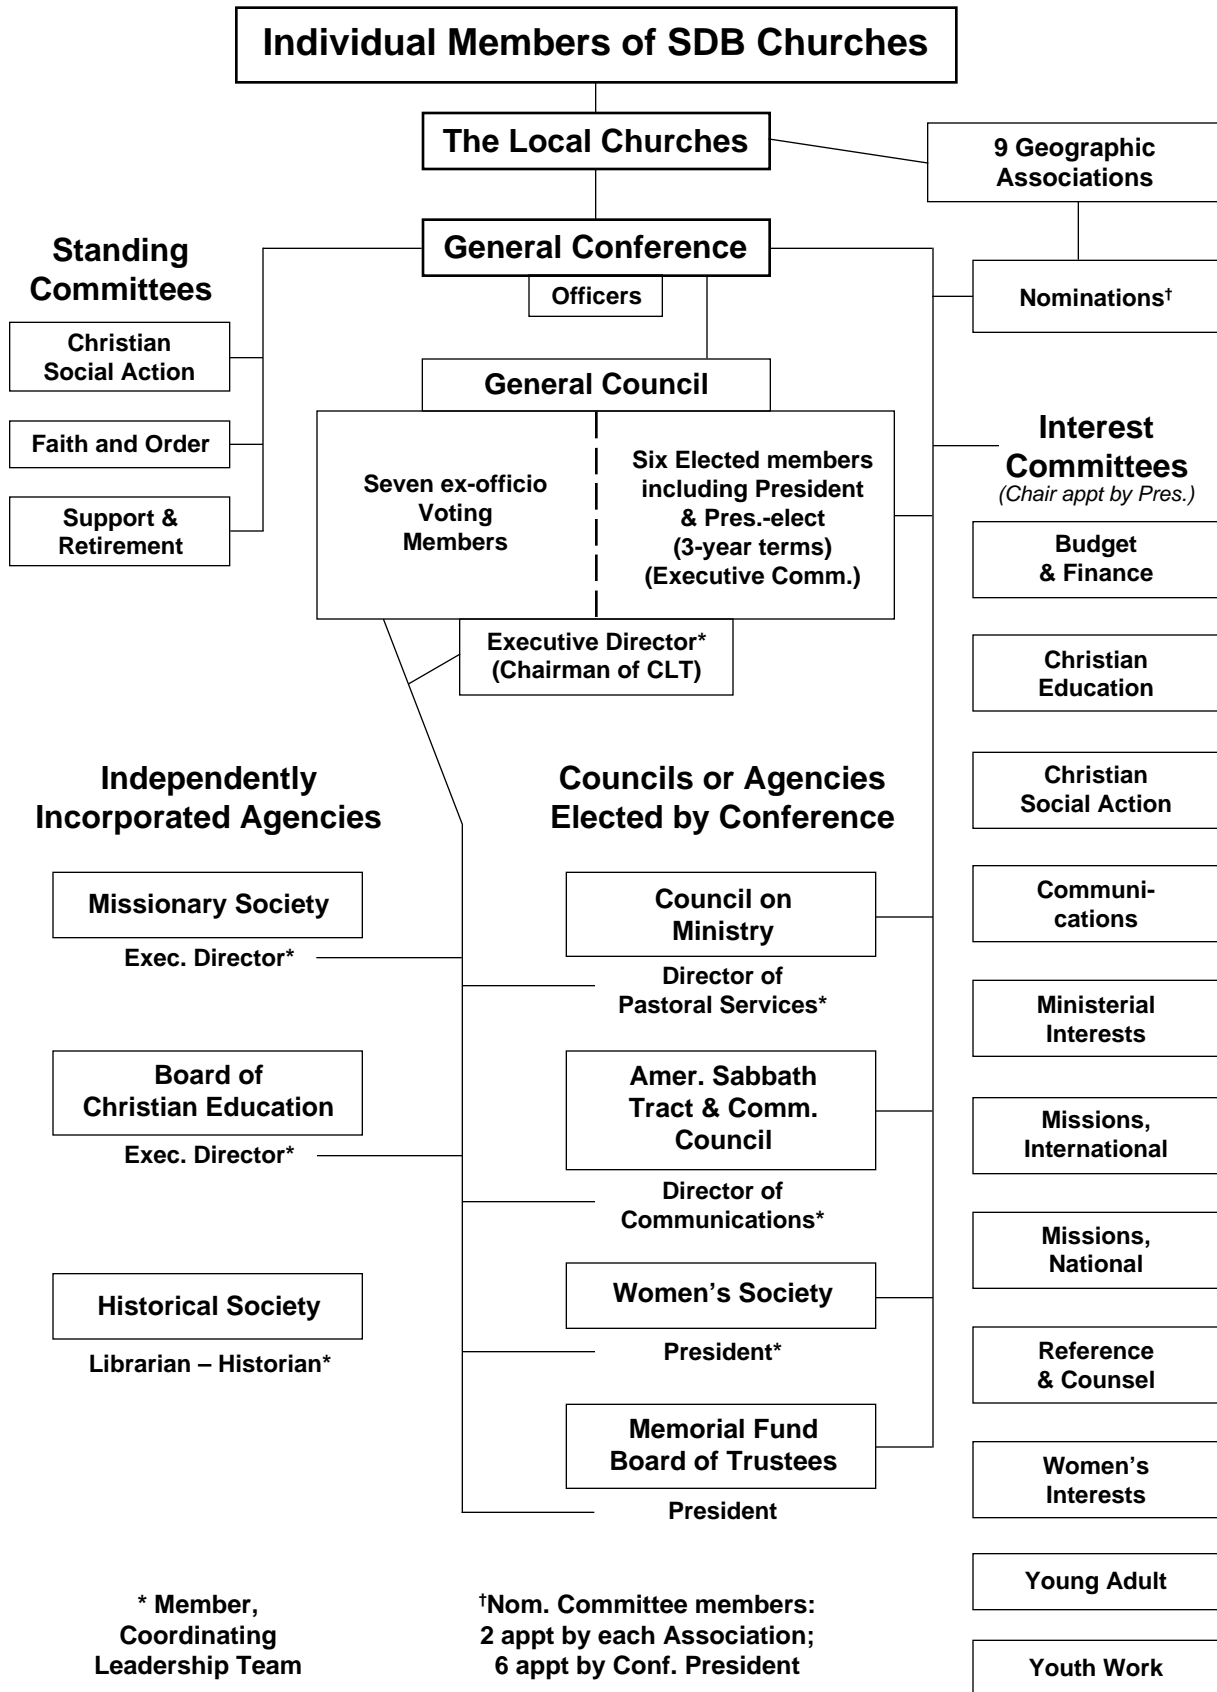 Individual Members of SDB Churches
The Local Churches
9 Geographic
Associations
General Conference
Officers
Nominations†
Standing
Committees
Christian
Social Action
Faith and Order
Support &
Retirement
General Council
Seven ex-officio
Voting
Members
Six Elected members
including President
& Pres.-elect
(3-year terms)
(Executive Comm.)
Executive Director*
(Chairman of CLT)
Interest
Committees
(Chair appt by Pres.)
Budget
& Finance
Christian
Education
Christian
Social Action
Communi-
cations
Ministerial
Interests
Missions,
International
Missions,
National
Reference
& Counsel
Women's
Interests
Young Adult
Youth Work
Independently
Incorporated Agencies
Missionary Society
Exec. Director*
Board of
Christian Education
Exec. Director*
Historical Society
Librarian – Historian*
Councils or Agencies
Elected by Conference
Council on
Ministry
Director of
Pastoral Services*
Amer. Sabbath
Tract & Comm.
Council
Director of
Communications*
Women's Society
President*
Memorial Fund
Board of Trustees
President
* Member,
Coordinating
Leadership Team
†Nom. Committee members:
2 appt by each Association;
6 appt by Conf. President